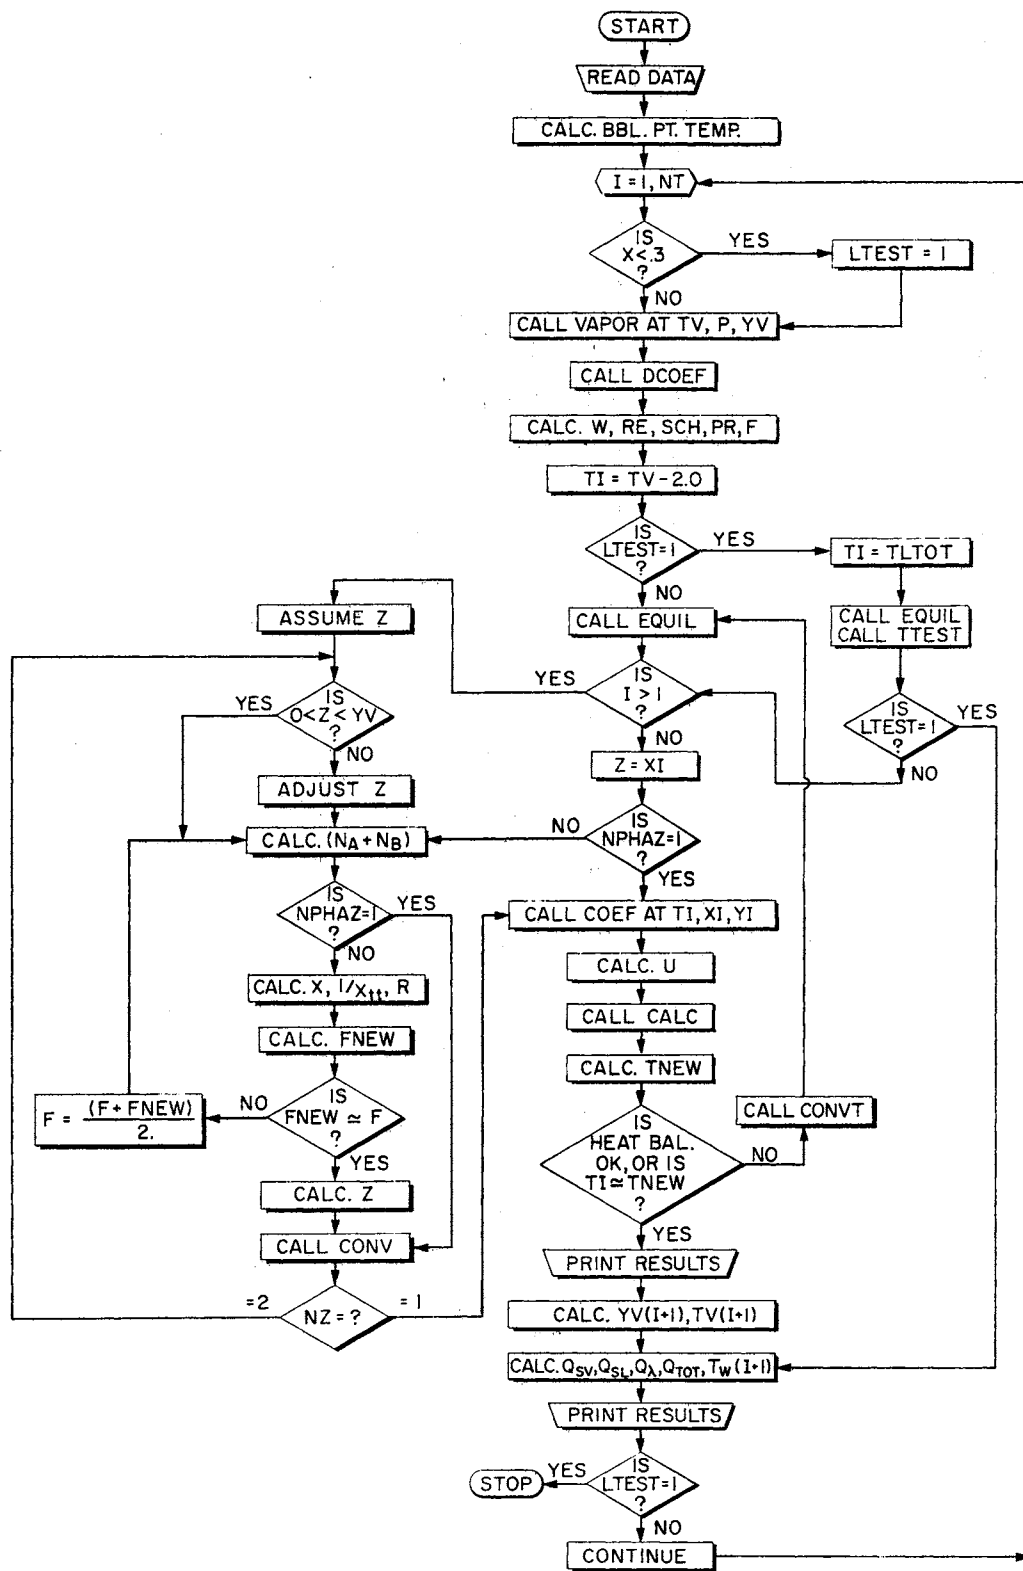 START
READ DATA
CALC. BBL. PT. TEMP.
I = 1, NT
IS
X < .3
?
YES
LTEST = 1
NO
CALL VAPOR AT TV, P, YV
CALL DCOEF
CALC. W, RE, SCH, PR, F
TI = TV - 2.0
IS
LTEST = 1
?
YES
TI = TLTOT
NO
CALL EQUIL
CALL TTEST
IS
LTEST = 1
?
YES
NO
CALL EQUIL
IS
I > 1
?
YES
NO
ASSUME Z
IS
0 < Z < YV
?
YES
NO
ADJUST Z
Z = XI
IS
NPHAZ = 1
?
NO
YES
CALC. (NA + NB)
IS
NPHAZ = 1
?
YES
NO
CALC. X, 1/Xtt, R
CALC. FNEW
IS
FNEW ≃ F
?
NO
F = (F + FNEW)
2.
YES
CALC. Z
CALL CONV
NZ = ?
=2
=1
CALL COEF AT TI, XI, YI
CALC. U
CALL CALC
CALC. TNEW
IS
HEAT BAL.
OK, OR IS
TI ≃ TNEW
?
NO
CALL CONVT
YES
PRINT RESULTS
CALC. YV(I+1), TV(I+1)
CALC. QSV, QSL, Qλ, QTOT, TW(I+1)
PRINT RESULTS
IS
LTEST = 1
?
YES
STOP
NO
CONTINUE